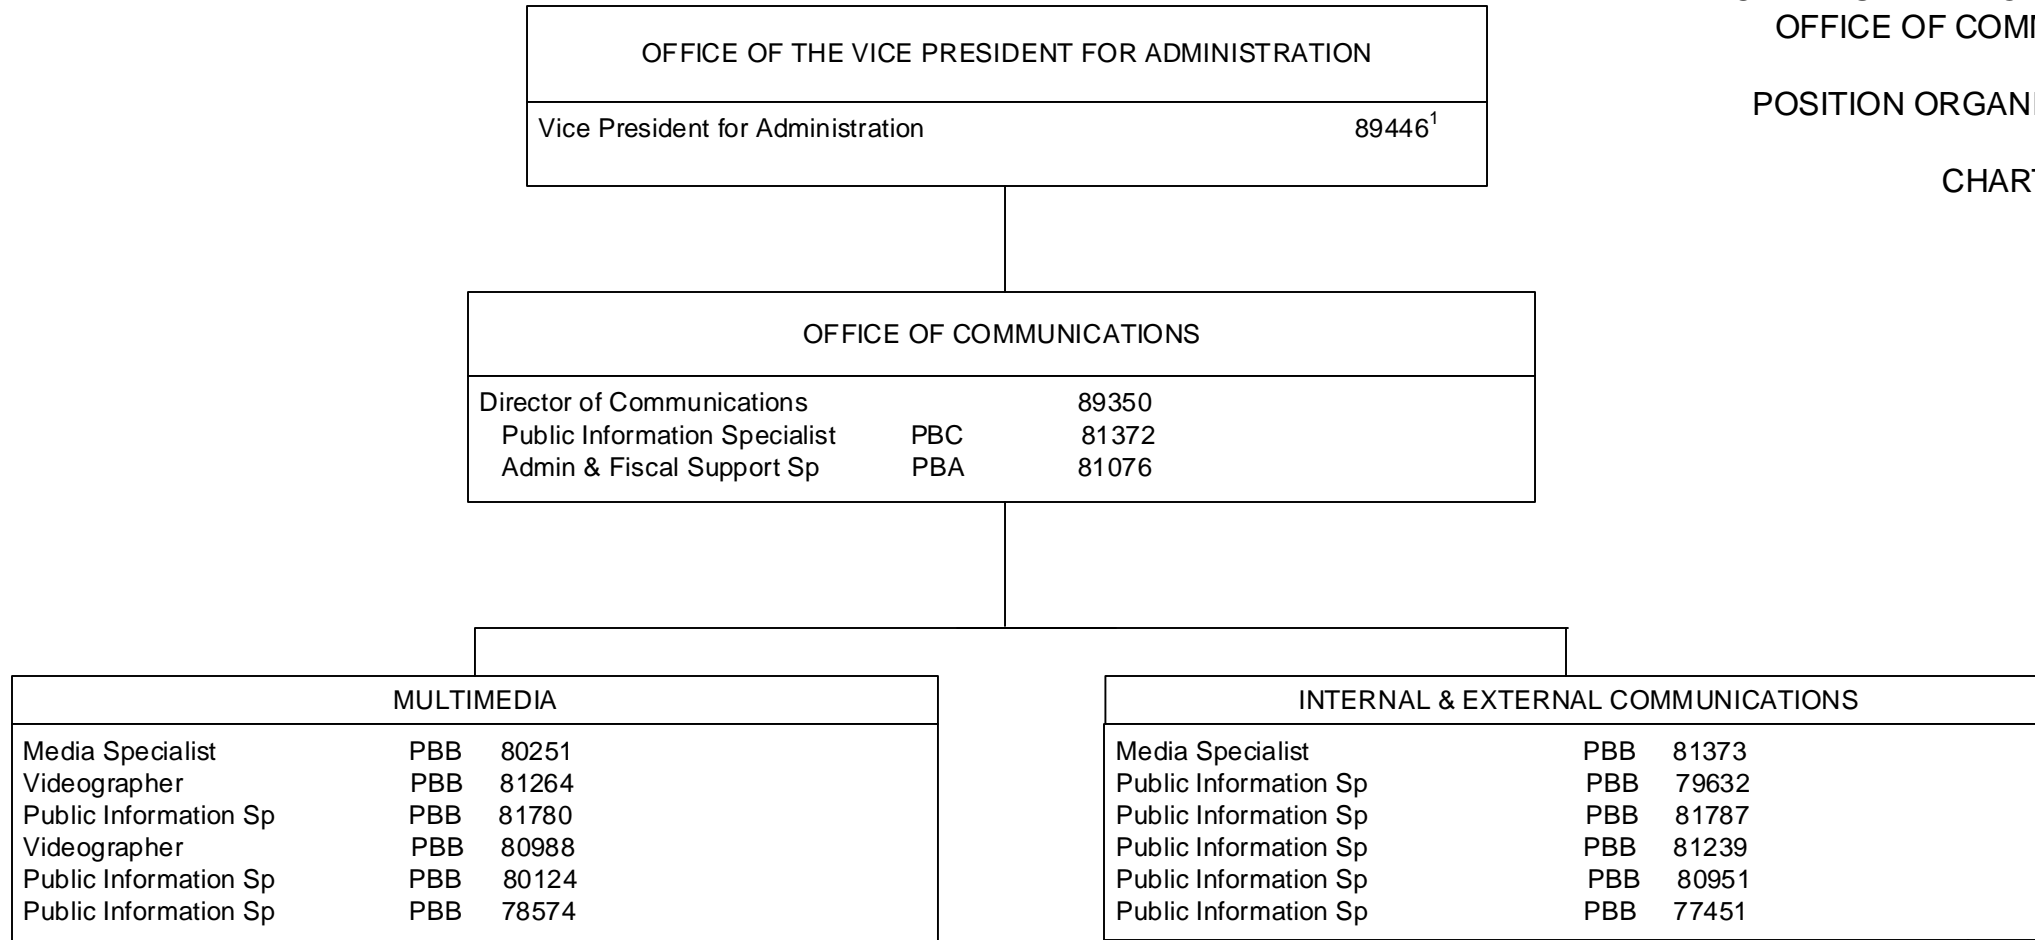 OFFICE OF THE VICE PRESIDENT FOR ADMINISTRATION
Vice President for Administration 89446¹
OFFICE OF
POSITION
OFFICE OF COMMUNICATIONS
Director of Communications 89350
Public Information Specialist PBC 81372
Admin & Fiscal Support Sp PBA 81076
MULTIMEDIA
Media Specialist PBB 80251
Videographer PBB 81264
Public Information Sp PBB 81780
Videographer PBB 80988
Public Information Sp PBB 80124
Public Information Sp PBB 78574
INTERNAL & EXTERNAL COMMUNICATIONS
Media Specialist PBB 81373
Public Information Sp PBB 79632
Public Information Sp PBB 81787
Public Information Sp PBB 81239
Public Information Sp PBB 80951
Public Information Sp PBB 77451